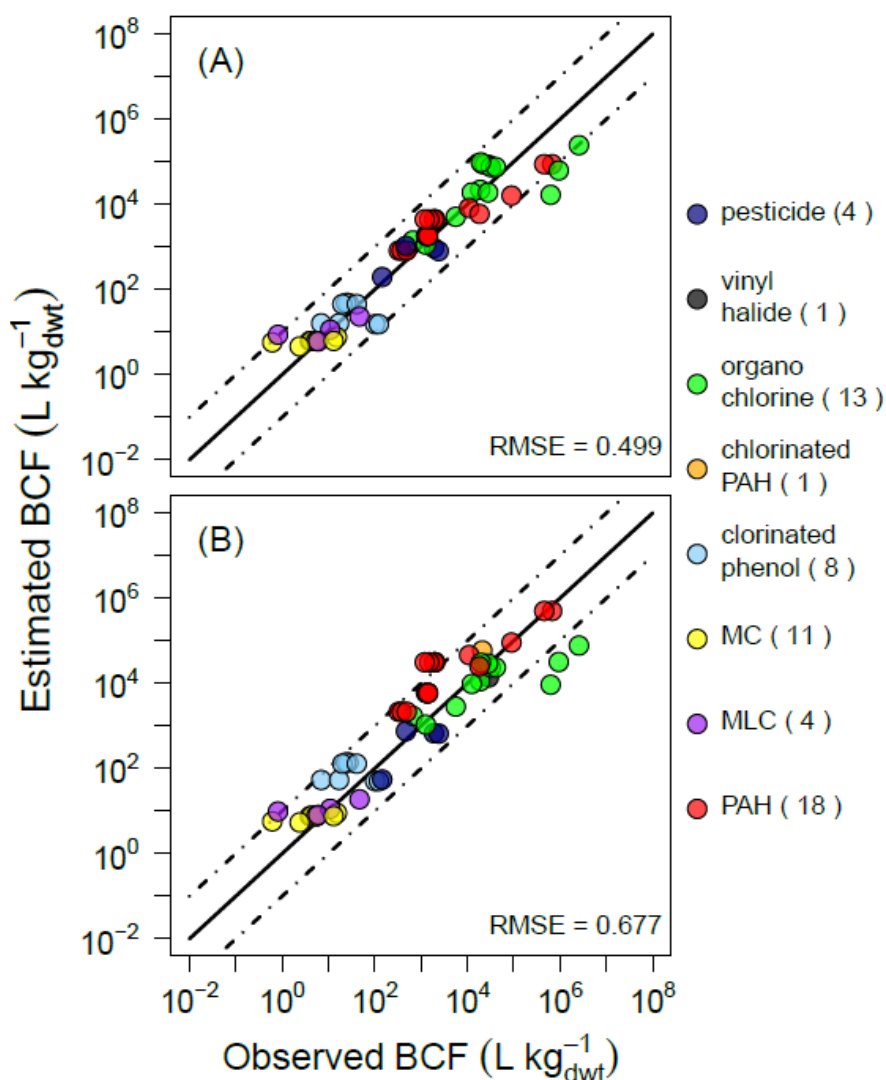 (A)
10^8
10^6
10^4
10^2
10^0
10^−2
RMSE = 0.499
(B)
10^8
10^6
10^4
10^2
10^0
10^−2
RMSE = 0.677
Estimated BCF (L kg_dwt^−1)
10^−2 10^0 10^2 10^4 10^6 10^8
Observed BCF (L kg_dwt^−1)
pesticide (4)
vinyl
halide ( 1 )
organo
chlorine ( 13 )
chlorinated
PAH ( 1 )
clorinated
phenol ( 8 )
MC ( 11 )
MLC ( 4 )
PAH ( 18 )